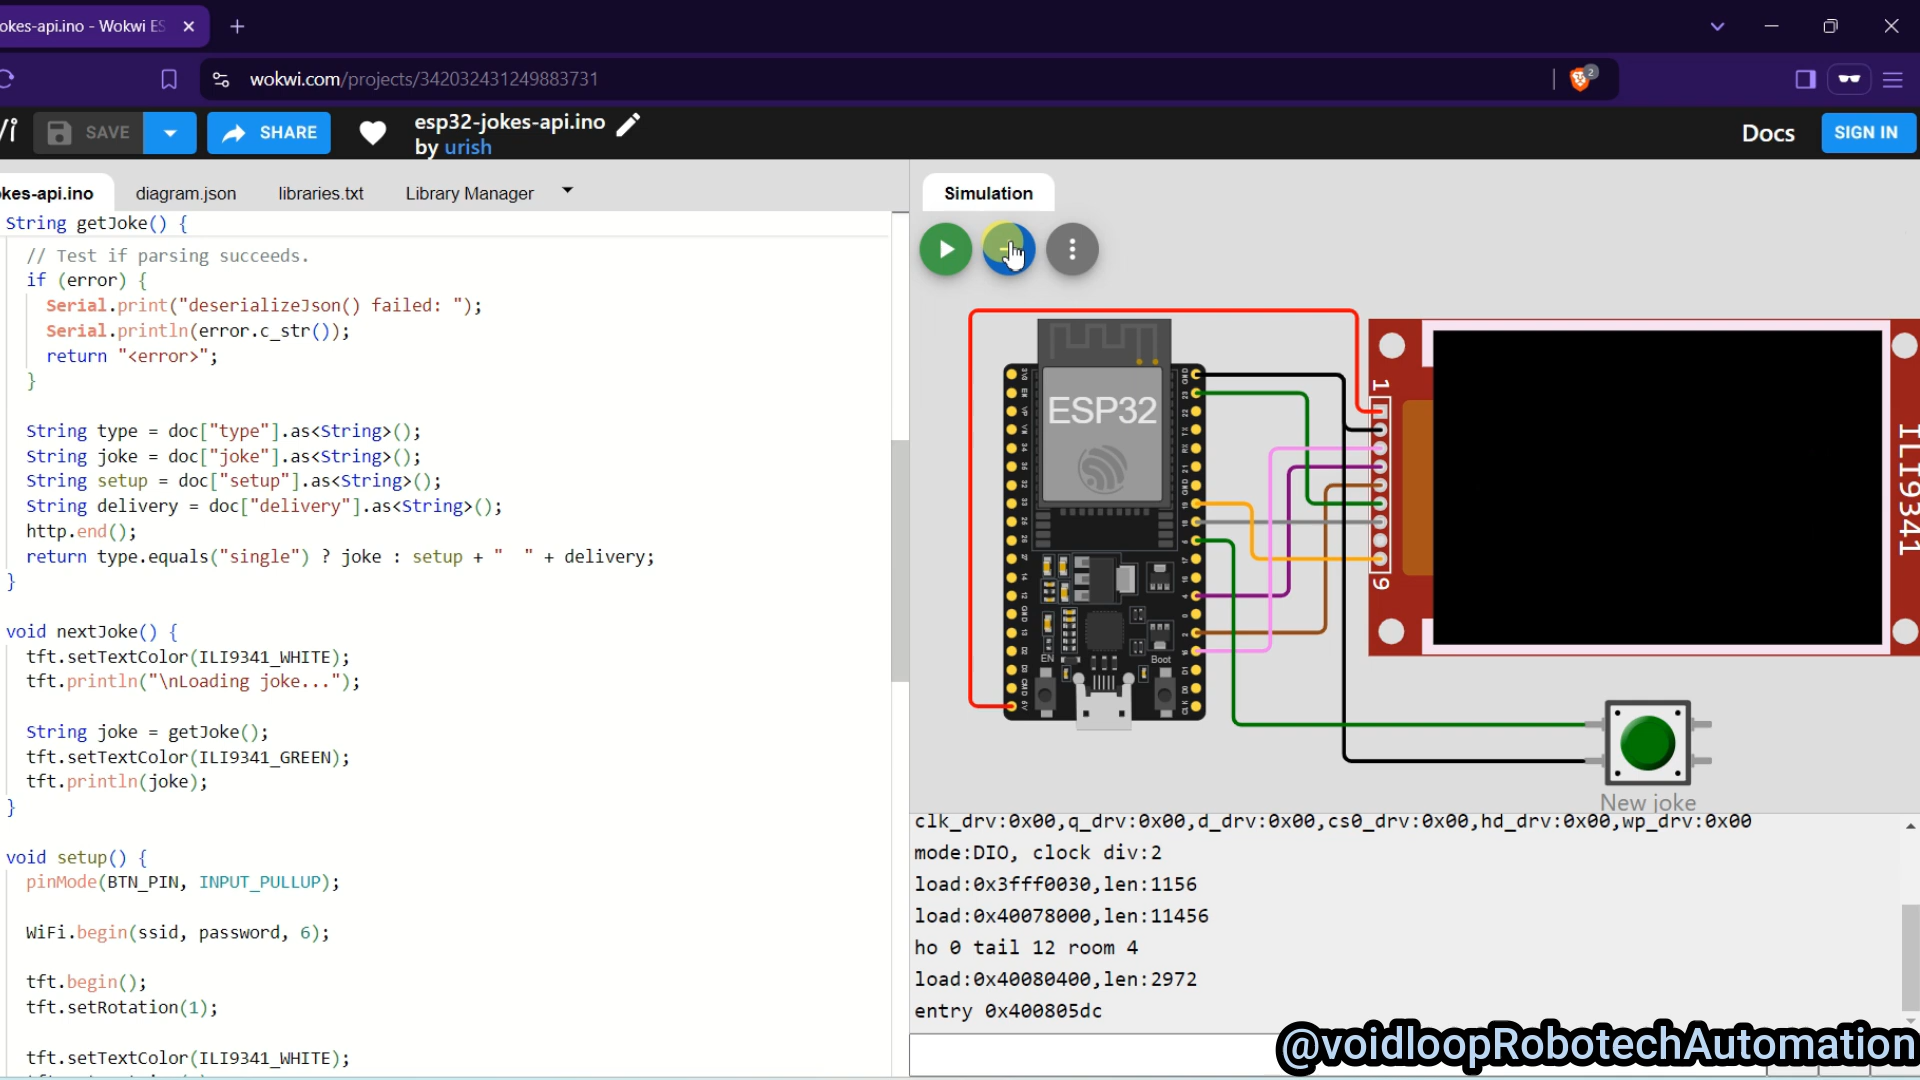 okes-api.ino - Wokwi ES
wokwi.com/projects/342032431249883731
2
SAVE
SHARE
esp32-jokes-api.ino
by urish
Docs
SIGN IN
kes-api.ino
diagram.json
libraries.txt
Library Manager
Simulation
String getJoke() {
// Test if parsing succeeds.
if (error) {
Serial.print("deserializeJson() failed: ");
Serial.println(error.c_str());
return "<error>";
}
String type = doc["type"].as<String>();
String joke = doc["joke"].as<String>();
String setup = doc["setup"].as<String>();
String delivery = doc["delivery"].as<String>();
http.end();
return type.equals("single") ? joke : setup + "  " + delivery;
}
void nextJoke() {
tft.setTextColor(ILI9341_WHITE);
tft.println("\nLoading joke...");
String joke = getJoke();
tft.setTextColor(ILI9341_GREEN);
tft.println(joke);
}
void setup() {
pinMode(BTN_PIN, INPUT_PULLUP);
WiFi.begin(ssid, password, 6);
tft.begin();
tft.setRotation(1);
tft.setTextColor(ILI9341_WHITE);
ESP32
EN
Boot
1
9
ILI9341
New joke
clk_drv:0x00,q_drv:0x00,d_drv:0x00,cs0_drv:0x00,hd_drv:0x00,wp_drv:0x00
mode:DIO, clock div:2
load:0x3fff0030,len:1156
load:0x40078000,len:11456
ho 0 tail 12 room 4
load:0x40080400,len:2972
entry 0x400805dc
@voidloopRobotechAutomation